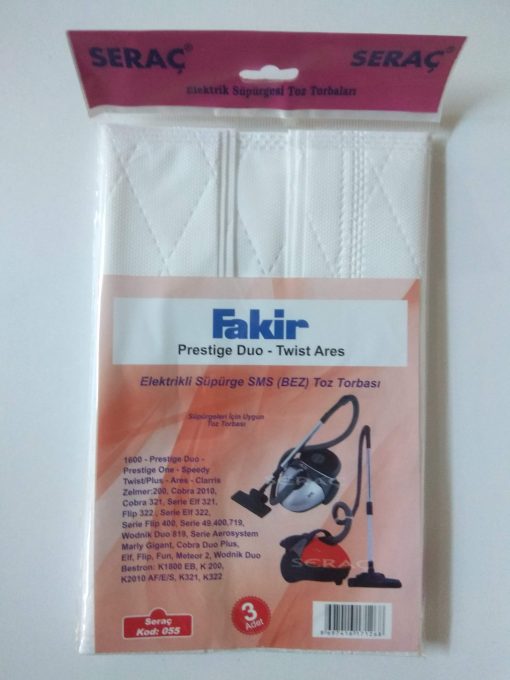 SERAÇ® SERAÇ®
Elektrik Süpürgesi Toz Torbaları
Fakir
Prestige Duo - Twist Ares
Elektrikli Süpürge SMS (BEZ) Toz Torbası
Süpürgeleri İçin Uygun
Toz Torbası
1600 - Prestige Duo -
Prestige One - Speedy
Twist/Plus - Ares - Clarris
Zelmer:200, Cobra 2010,
Cobra 321, Serie Elf 321,
Flip 322, Serie Elf 322,
Serie Flip 400, Serie 49,400,719,
Wodnik Duo 819, Serie Aerosystem
Marly Gigant, Cobra Duo Plus,
Elf, Flip, Fun, Meteor 2, Wodnik Duo
Bestron: K1800 EB, K 200,
K2010 AF/E/S, K321, K322
SERAÇ
SERAÇ
Seraç
Kod: 055
3
Adet